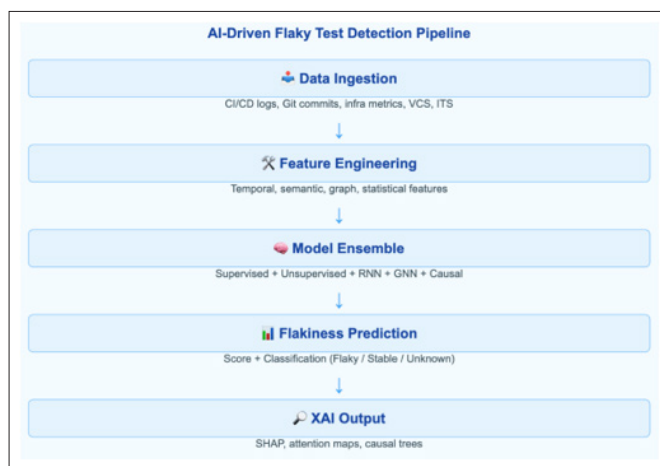 AI-Driven Flaky Test Detection Pipeline
Data Ingestion
CI/CD logs, Git commits, infra metrics, VCS, ITS
Feature Engineering
Temporal, semantic, graph, statistical features
Model Ensemble
Supervised + Unsupervised + RNN + GNN + Causal
Flakiness Prediction
Score + Classification (Flaky / Stable / Unknown)
XAI Output
SHAP, attention maps, causal trees